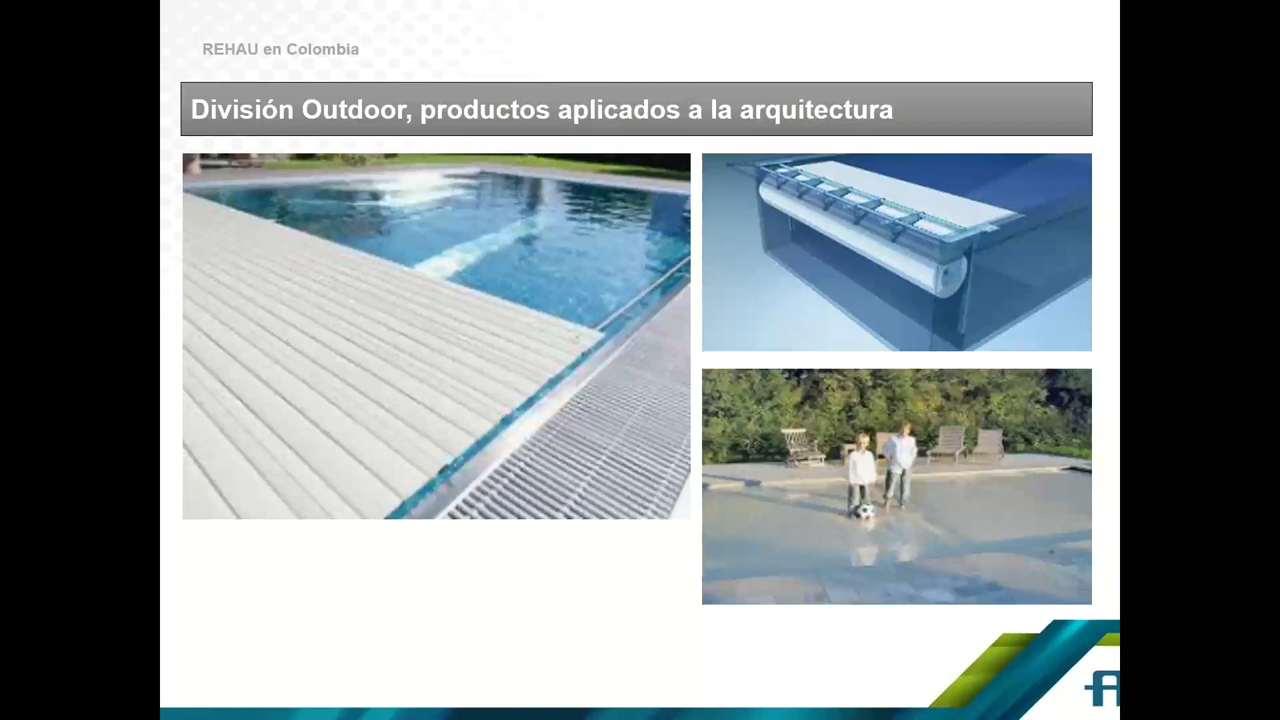 REHAU en Colombia
División Outdoor, productos aplicados a la arquitectura